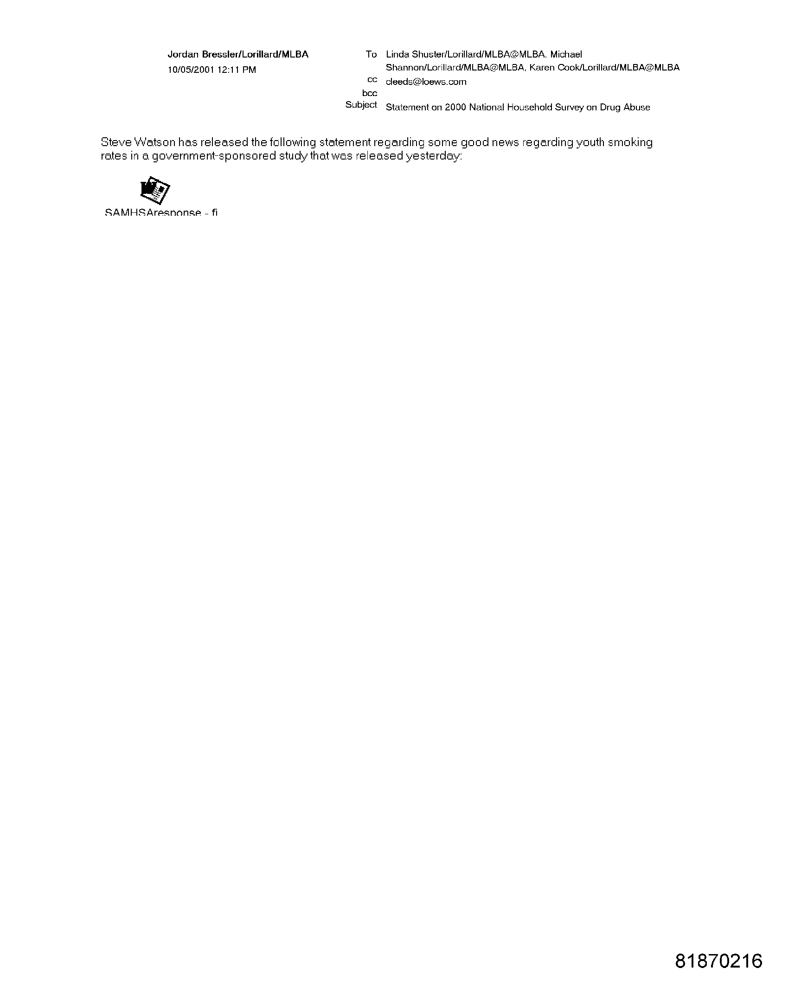 Jordan Bressler/Lorillard/MLBA
10/05/2001 12:11 PM
To Linda Shuster/Lorillard/MLBA@MLBA, Michael
Shannon/Lorillard/MLBA@MLBA, Karen Cook/Lorillard/MLBA@MLBA
cc cleeds@loews.com
bcc
Subject Statement on 2000 National Household Survey on Drug Abuse
Steve Watson has released the following statement regarding some good news regarding youth smoking
rates in a government-sponsored study that was released yesterday:
SAMHSAresponse - fi
81870216